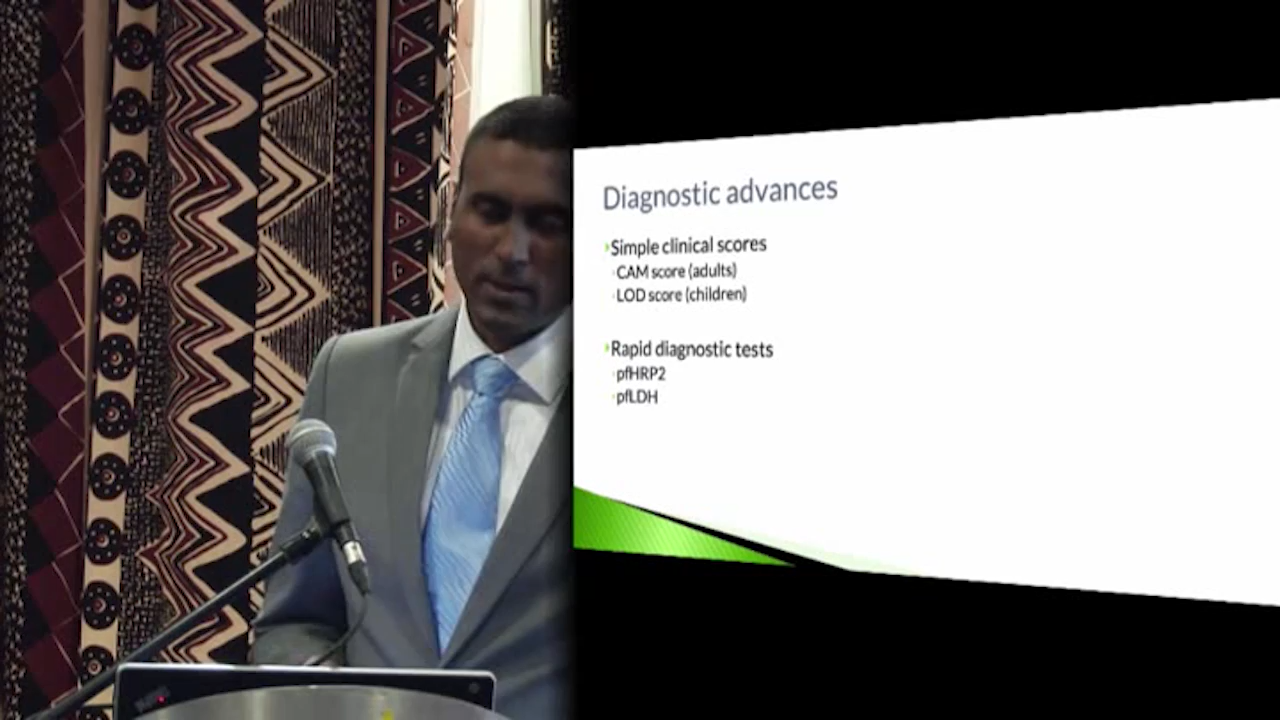 Diagnostic advances
Simple clinical scores
CAM score (adults)
LOD score (children)
Rapid diagnostic tests
pfHRP2
pfLDH